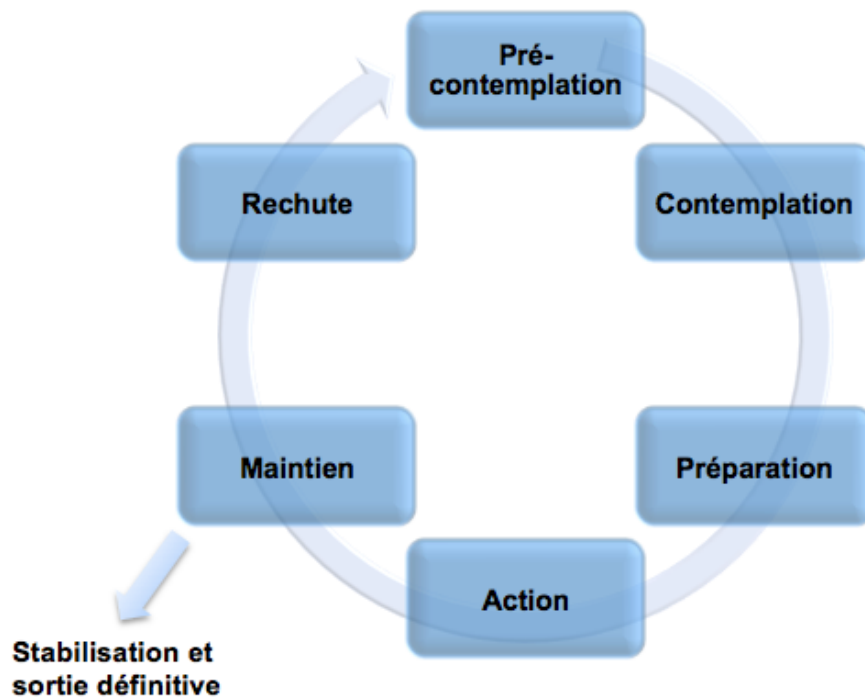 Pré-
contemplation
Contemplation
Préparation
Action
Maintien
Rechute
Stabilisation et
sortie définitive